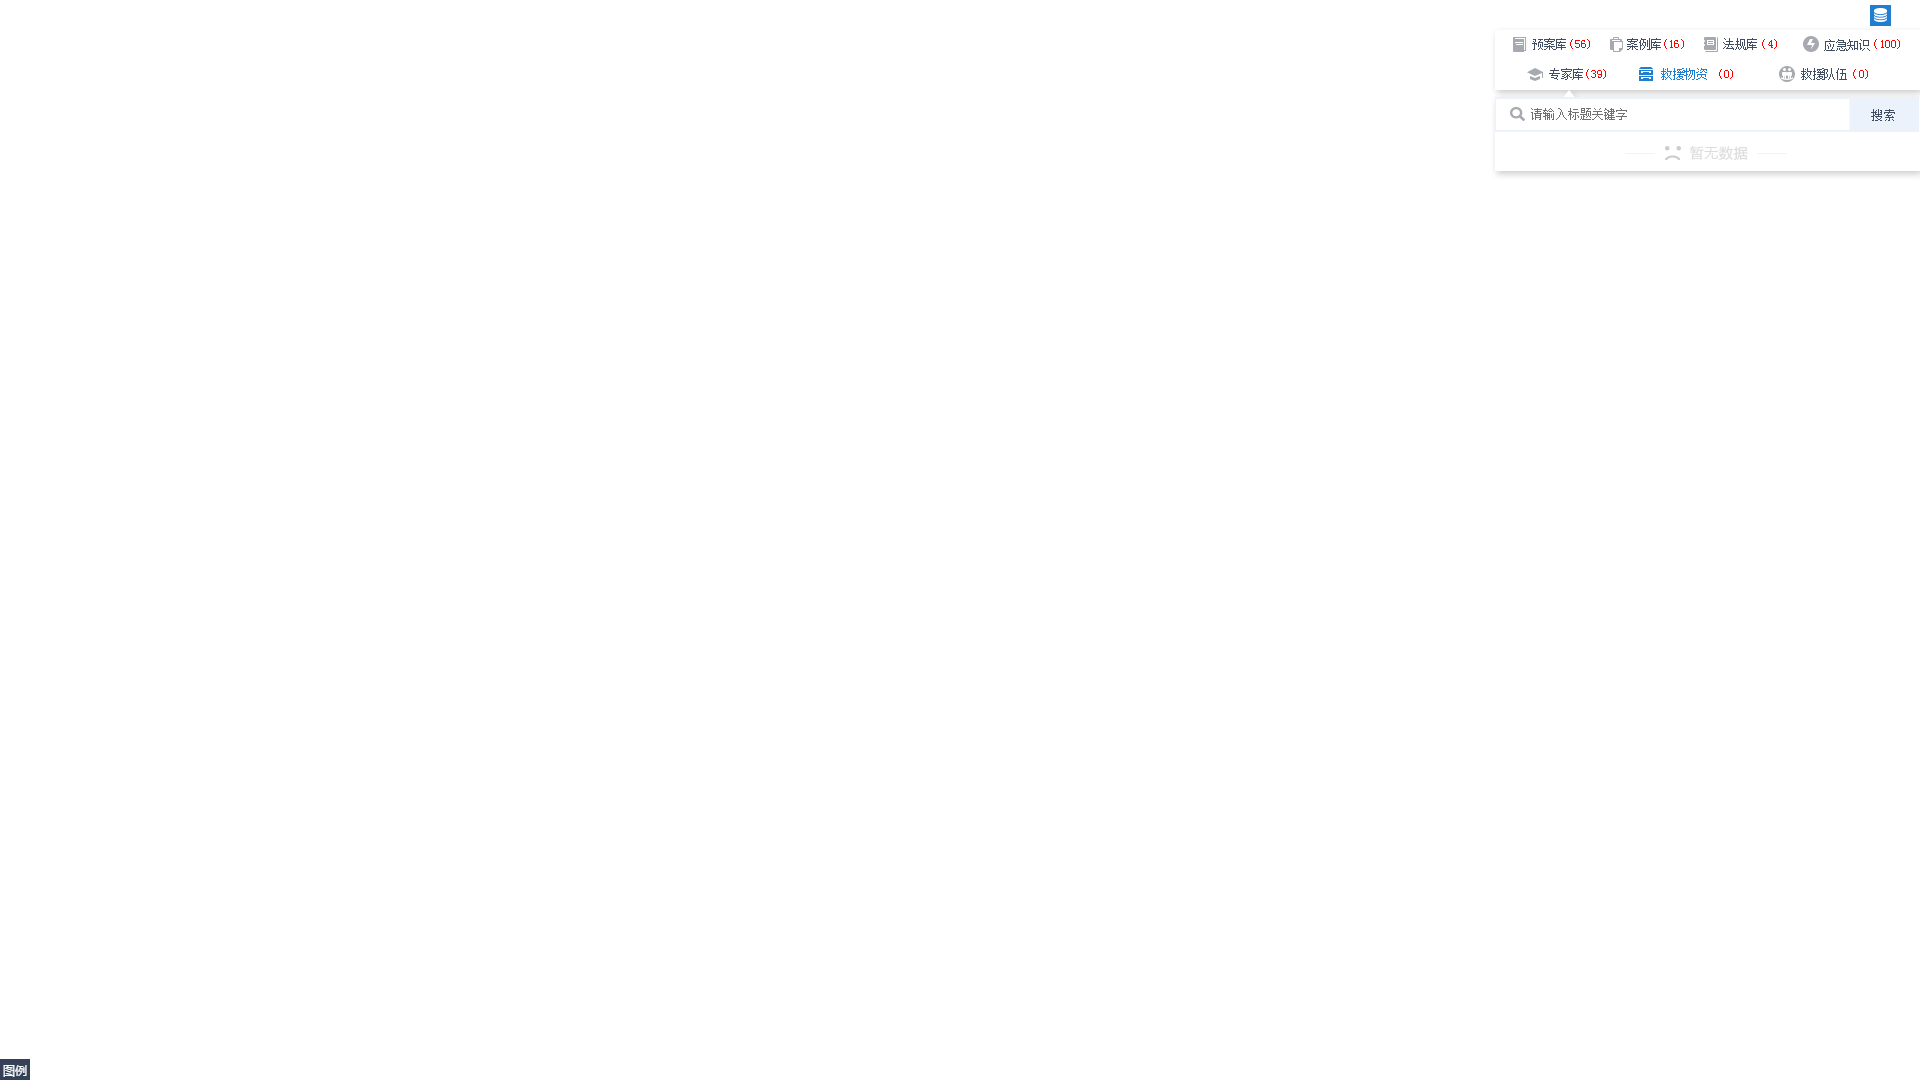 预案库(56) 案例库(16) 法规库(4) 应急知识(100)
专家库(39) 救援物资 (0) 救援队伍(0)
请输入标题关键字 搜索
暂无数据
图例